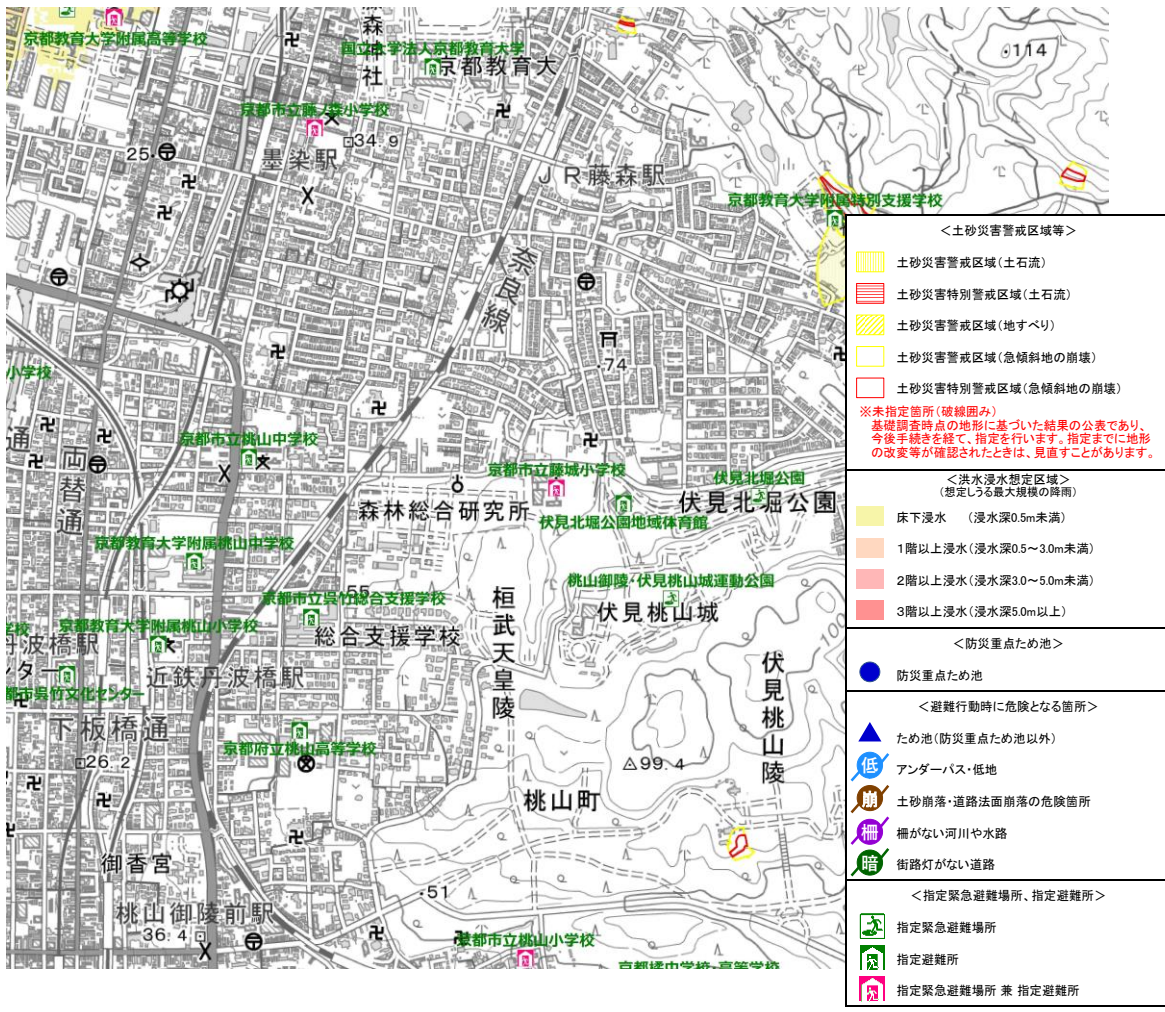 京都教育大学附属高等学校
藤森神社
国立大学法人京都教育大学
京都教育大
・114
京都市立藤ノ森小学校
34.9
25・
墨染駅
JR藤森駅
京都教育大学附属特別支援学校
奈良線
・74
小学校
通
両替通
京都市立桃山中学校
京都市立藤城小学校
伏見北堀公園
伏見北堀公園
森林総合研究所
伏見北堀公園地域体育館
京都教育大学附属桃山中学校
55
桃山御陵・伏見桃山城運動公園
京都市立呉竹総合支援学校
桓武天皇陵
伏見桃山城
100
京都教育大学附属桃山小学校
総合支援学校
学校
丹波橋駅
ンター
近鉄丹波橋駅
伏見桃山陵
都市呉竹文化センター
下板橋通
京都府立桃山高等学校
26.2
99.4
桃山町
御香宮
・51
桃山御陵前駅
36.4
京都市立桃山小学校
京都橘中学校・高等学校
＜土砂災害警戒区域等＞
土砂災害警戒区域（土石流）
土砂災害特別警戒区域（土石流）
土砂災害警戒区域（地すべり）
土砂災害警戒区域（急傾斜地の崩壊）
土砂災害特別警戒区域（急傾斜地の崩壊）
※未指定箇所（破線囲み）
基礎調査時点の地形に基づいた結果の公表であり、
今後手続きを経て、指定を行います。指定までに地形
の改変等が確認されたときは、見直すことがあります。
＜洪水浸水想定区域＞
（想定しうる最大規模の降雨）
床下浸水　（浸水深0.5m未満）
1階以上浸水（浸水深0.5～3.0m未満）
2階以上浸水（浸水深3.0～5.0m未満）
3階以上浸水（浸水深5.0m以上）
＜防災重点ため池＞
防災重点ため池
＜避難行動時に危険となる箇所＞
ため池（防災重点ため池以外）
低 アンダーパス・低地
崩 土砂崩落・道路法面崩落の危険箇所
柵 柵がない河川や水路
暗 街路灯がない道路
＜指定緊急避難場所、指定避難所＞
指定緊急避難場所
指定避難所
指定緊急避難場所 兼 指定避難所